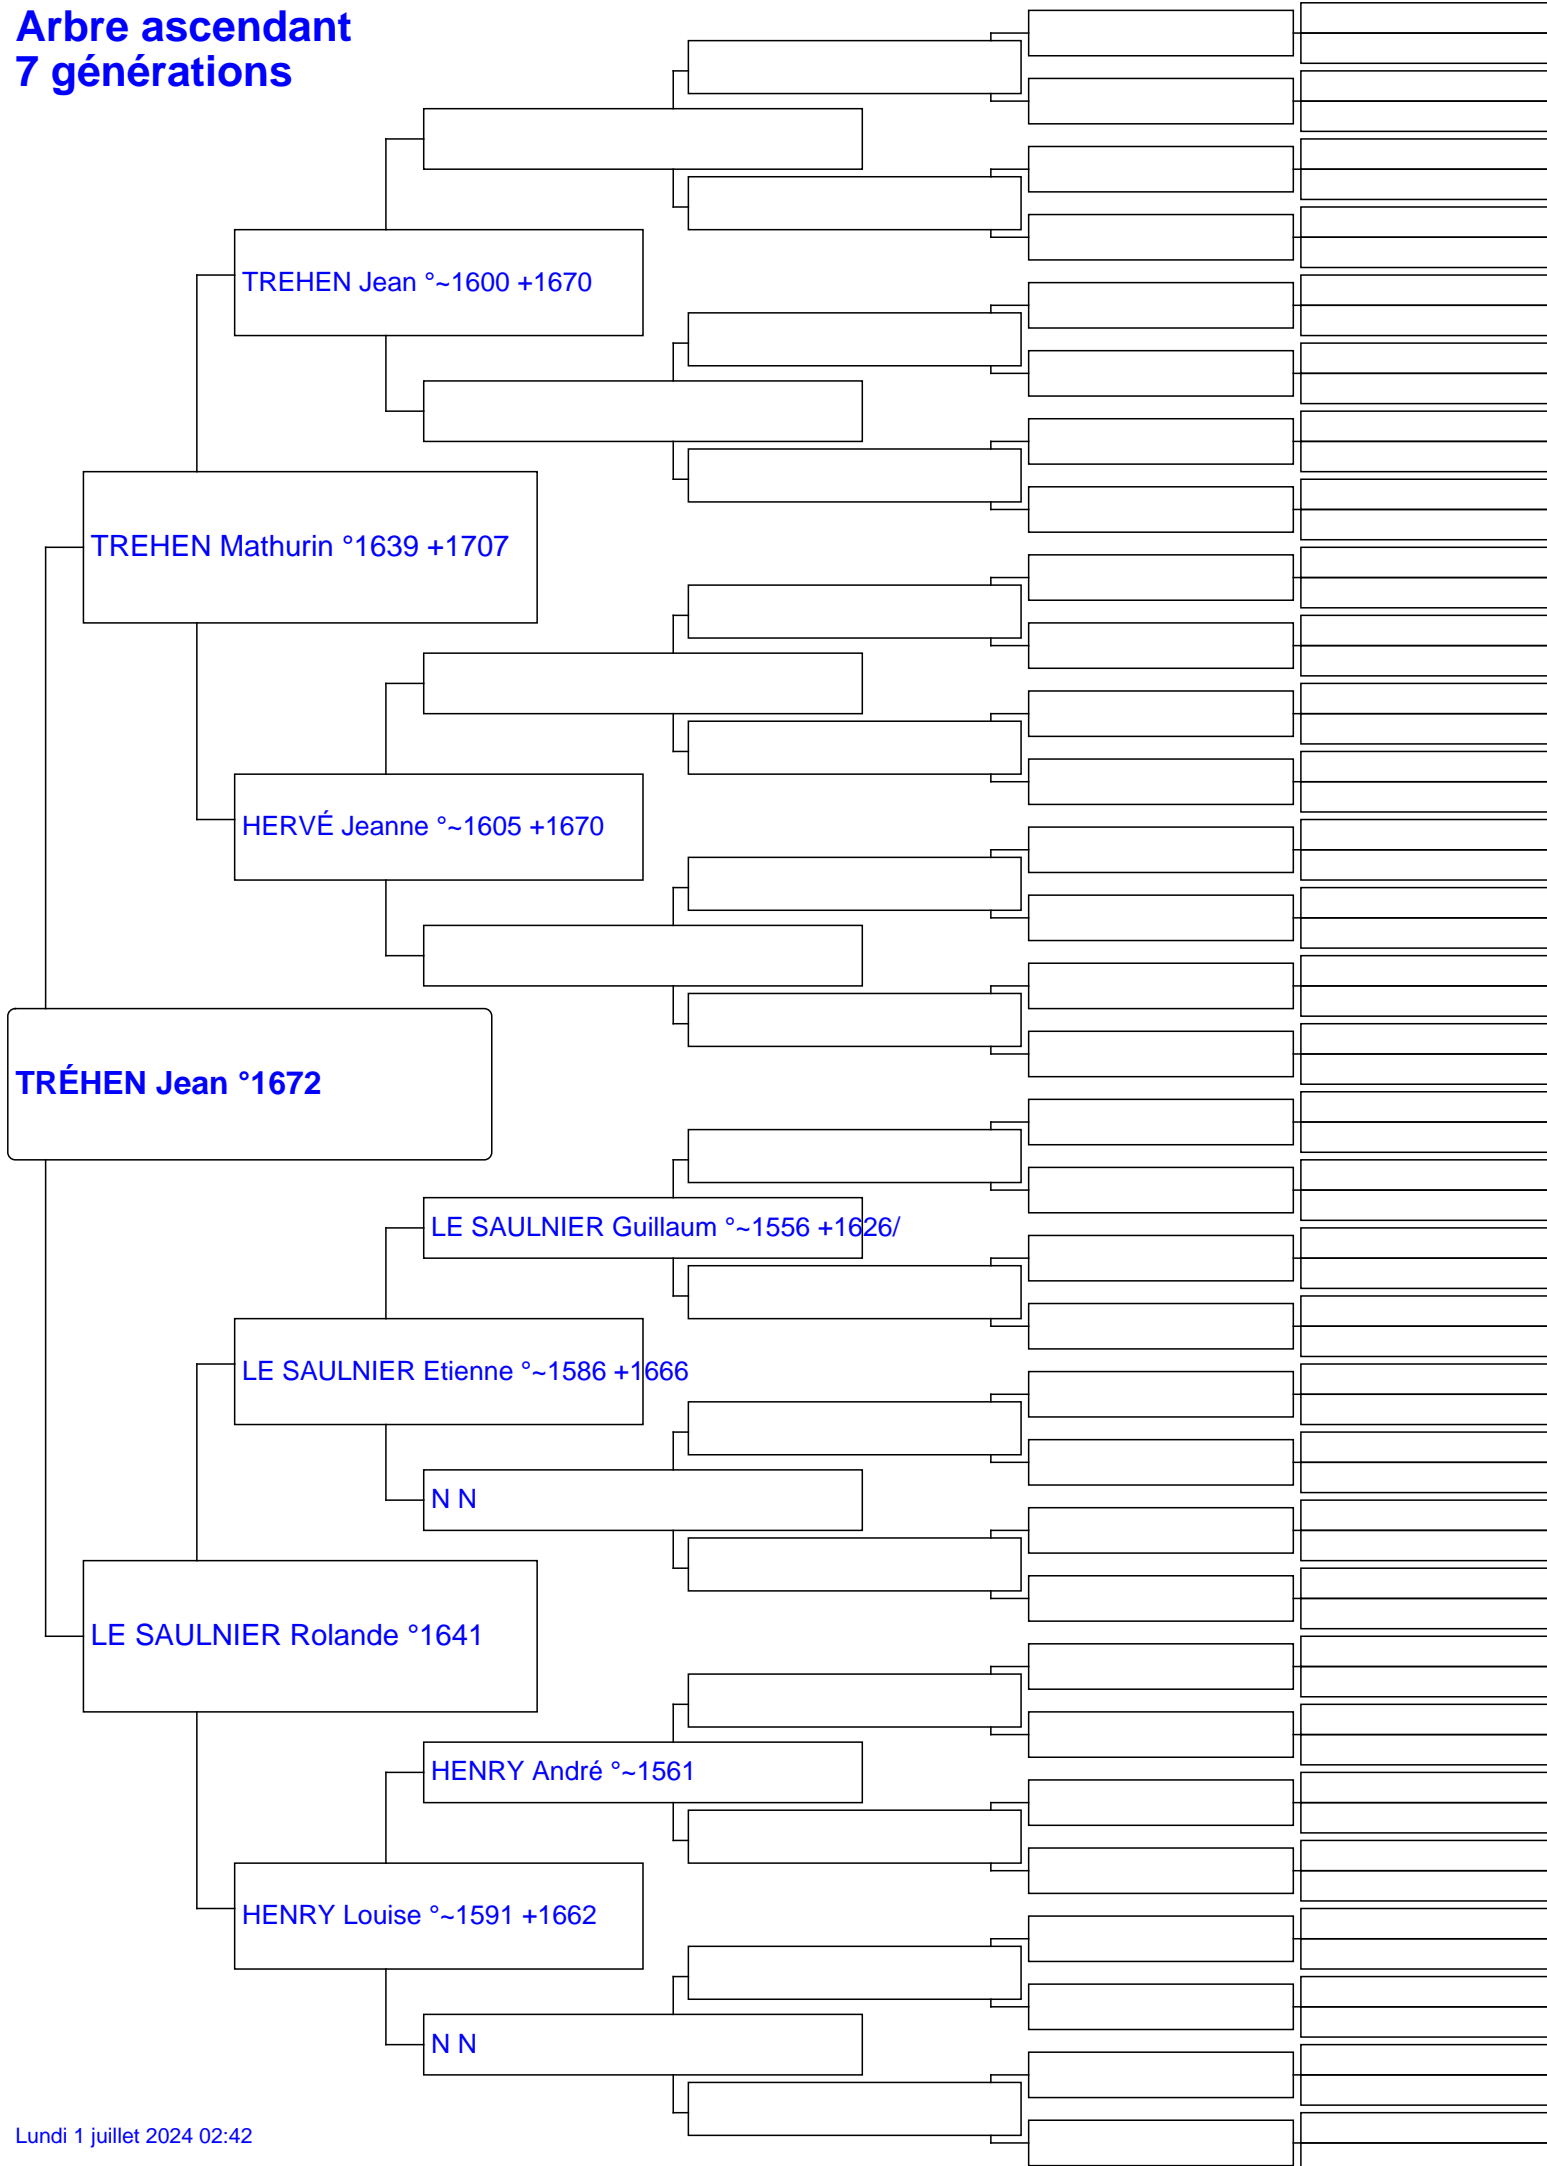 Arbre ascendant
7 générations
TREHEN Jean °~1600 +1670
TREHEN Mathurin °1639 +1707
HERVÉ Jeanne °~1605 +1670
TRÉHEN Jean °1672
LE SAULNIER Guillaum °~1556 +1626/
LE SAULNIER Etienne °~1586 +1666
N N
LE SAULNIER Rolande °1641
HENRY André °~1561
HENRY Louise °~1591 +1662
N N
Lundi 1 juillet 2024 02:42